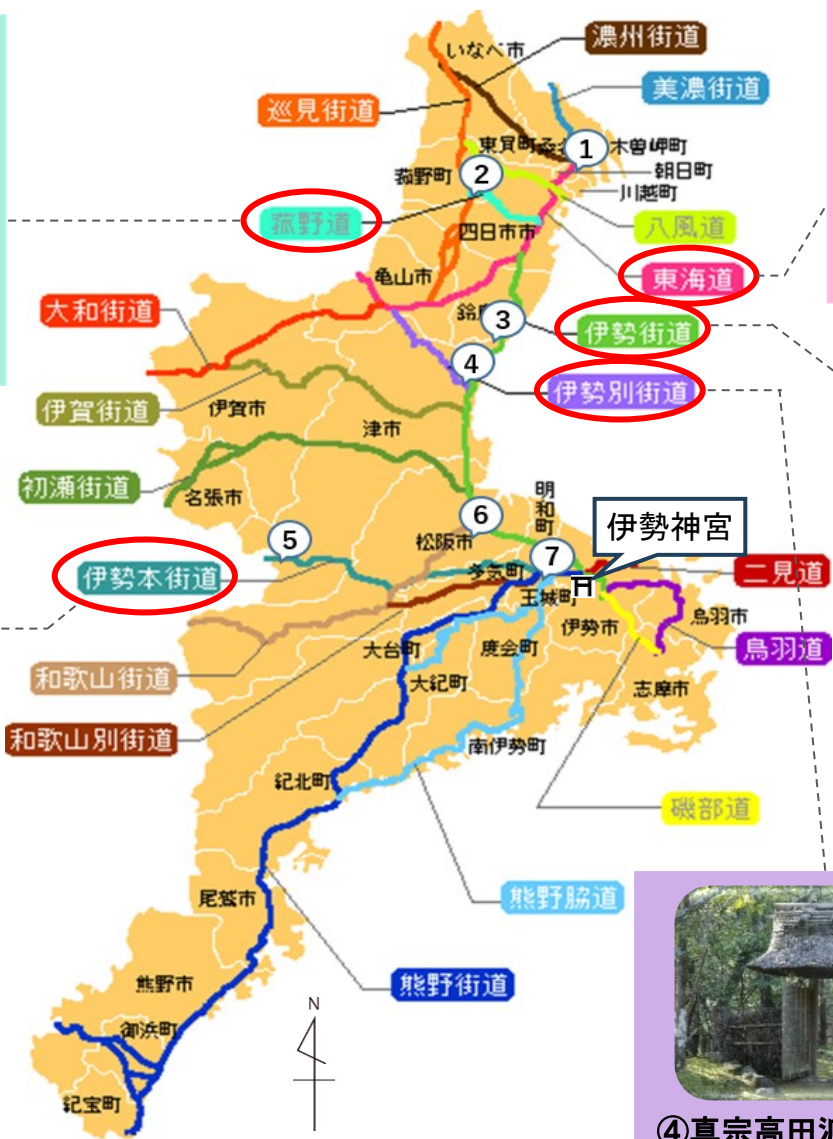 濃州街道
いなべ市
美濃街道
巡見街道
東員町
1
木曽岬町
朝日町
2
菰野町
川越町
菰野道
八風道
四日市市
東海道
亀山市
大和街道
3
伊勢街道
4
伊勢別街道
伊賀街道
伊賀市
津市
初瀬街道
名張市
明和町
6
伊勢神宮
松阪市
5
7
伊勢本街道
多気町
二見道
玉城町
鳥羽市
伊勢市
大台町
度会町
鳥羽道
和歌山街道
大紀町
志摩市
和歌山別街道
南伊勢町
紀北町
磯部道
尾鷲市
熊野脇道
熊野市
熊野街道
N
御浜町
紀宝町
④真宗高田派